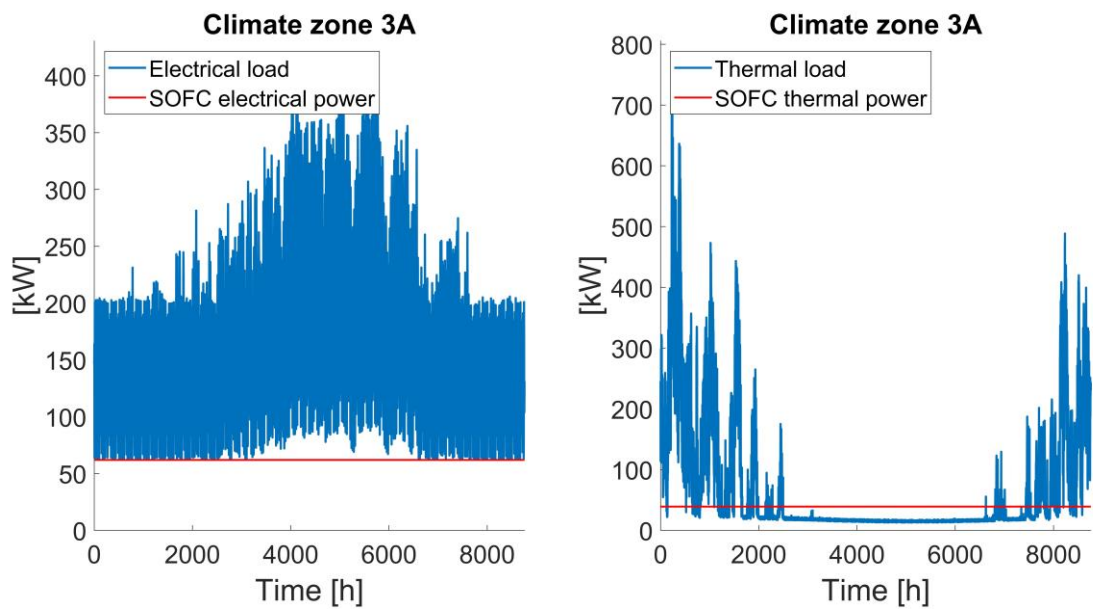 Climate zone 3A
Electrical load
SOFC electrical power
400
350
300
250
200
150
100
50
0
[kW]
0 2000 4000 6000 8000
Time [h]
Climate zone 3A
Thermal load
SOFC thermal power
800
700
600
500
400
300
200
100
0
[kW]
0 2000 4000 6000 8000
Time [h]